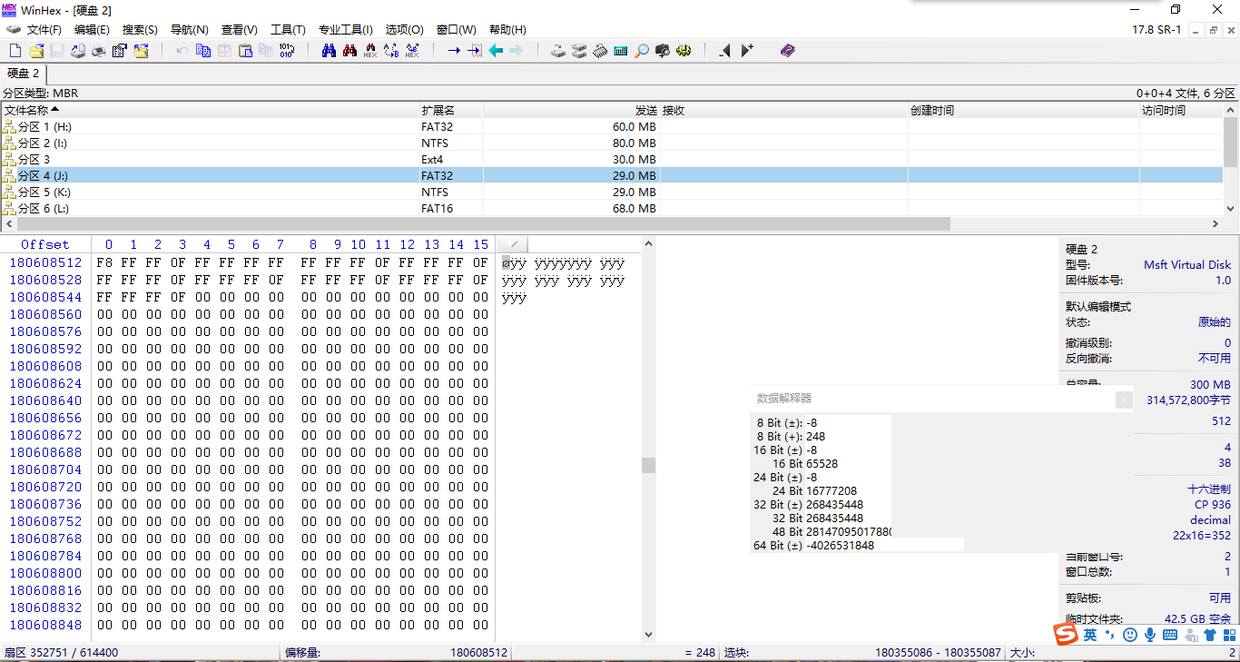 WinHex - [硬盘 2]
文件(F) 编辑(E) 搜索(S) 导航(N) 查看(V) 工具(T) 专业工具(I) 选项(O) 窗口(W) 帮助(H) 17.8 SR-1
硬盘 2
分区类型: MBR 0+0+4 文件, 6 分区
文件名称 扩展名 发送 接收 创建时间 访问时间
分区 1 (H:) FAT32 60.0 MB
分区 2 (I:) NTFS 80.0 MB
分区 3 Ext4 30.0 MB
分区 4 (J:) FAT32 29.0 MB
分区 5 (K:) NTFS 29.0 MB
分区 6 (L:) FAT16 68.0 MB
Offset 0 1 2 3 4 5 6 7 8 9 10 11 12 13 14 15
180608512 F8 FF FF 0F FF FF FF FF FF FF FF 0F FF FF FF 0F øÿÿ ÿÿÿÿÿÿÿ ÿÿÿ
180608528 FF FF FF 0F FF FF FF 0F FF FF FF 0F FF FF FF 0F ÿÿÿ ÿÿÿ ÿÿÿ ÿÿÿ
180608544 FF FF FF 0F 00 00 00 00 00 00 00 00 00 00 00 00 ÿÿÿ
180608560 00 00 00 00 00 00 00 00 00 00 00 00 00 00 00 00
180608576 00 00 00 00 00 00 00 00 00 00 00 00 00 00 00 00
180608592 00 00 00 00 00 00 00 00 00 00 00 00 00 00 00 00
180608608 00 00 00 00 00 00 00 00 00 00 00 00 00 00 00 00
180608624 00 00 00 00 00 00 00 00 00 00 00 00 00 00 00 00
180608640 00 00 00 00 00 00 00 00 00 00 00 00 00 00 00 00
180608656 00 00 00 00 00 00 00 00 00 00 00 00 00 00 00 00
180608672 00 00 00 00 00 00 00 00 00 00 00 00 00 00 00 00
180608688 00 00 00 00 00 00 00 00 00 00 00 00 00 00 00 00
180608704 00 00 00 00 00 00 00 00 00 00 00 00 00 00 00 00
180608720 00 00 00 00 00 00 00 00 00 00 00 00 00 00 00 00
180608736 00 00 00 00 00 00 00 00 00 00 00 00 00 00 00 00
180608752 00 00 00 00 00 00 00 00 00 00 00 00 00 00 00 00
180608768 00 00 00 00 00 00 00 00 00 00 00 00 00 00 00 00
180608784 00 00 00 00 00 00 00 00 00 00 00 00 00 00 00 00
180608800 00 00 00 00 00 00 00 00 00 00 00 00 00 00 00 00
180608816 00 00 00 00 00 00 00 00 00 00 00 00 00 00 00 00
180608832 00 00 00 00 00 00 00 00 00 00 00 00 00 00 00 00
180608848 00 00 00 00 00 00 00 00 00 00 00 00 00 00 00 00
数据解释器
8 Bit (±): -8
8 Bit (+): 248
16 Bit (±) -8
16 Bit 65528
24 Bit (±) -8
24 Bit 16777208
32 Bit (±) 268435448
32 Bit 268435448
48 Bit 2814709501788
64 Bit (±) -4026531848
硬盘 2
型号: Msft Virtual Disk
固件版本号: 1.0
默认编辑模式
状态: 原始的
撤消级别: 0
反向撤消: 不可用
总容量: 300 MB
314,572,800字节
512
4
38
十六进制
CP 936
decimal
22x16=352
当前窗口号: 2
窗口总数: 1
剪贴板: 可用
临时文件夹: 42.5 GB 空余
英
扇区 352751 / 614400 偏移量: 180608512 = 248 选块: 180355086 - 180355087 大小: 2